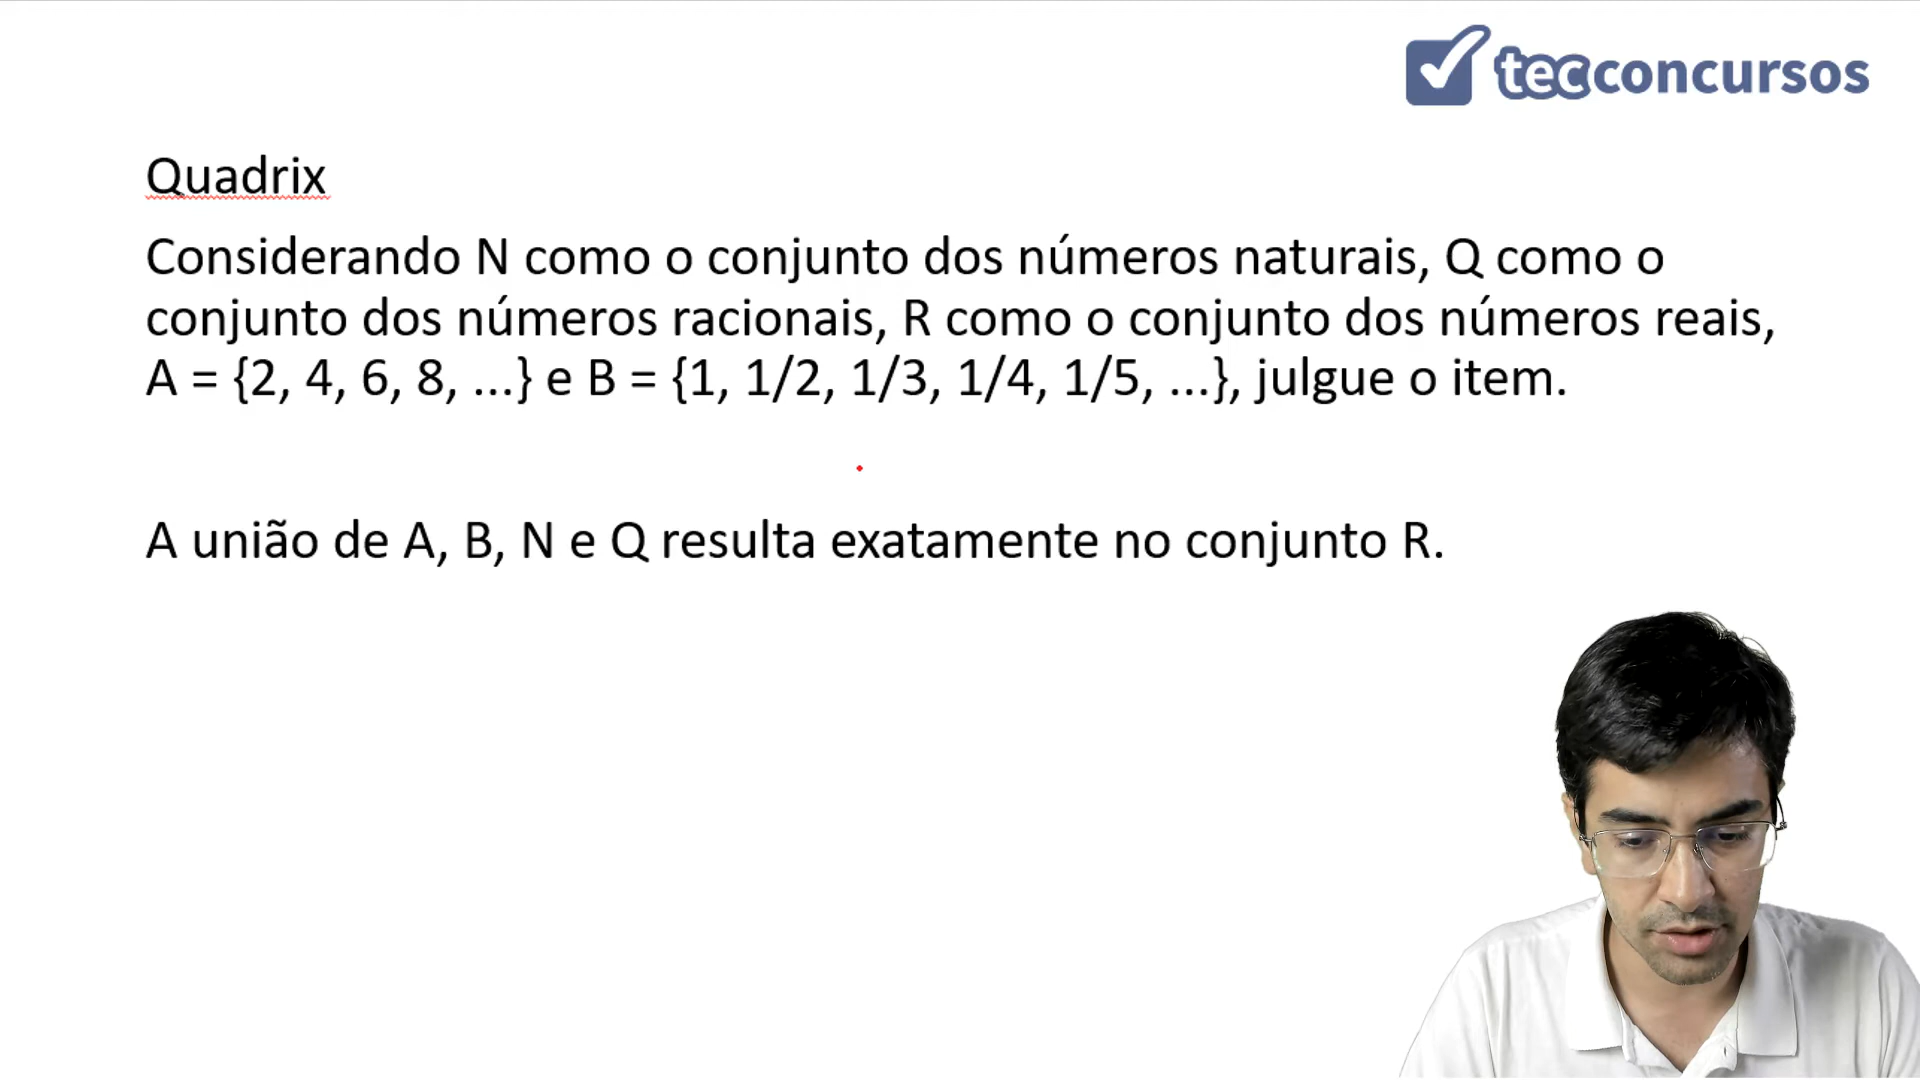 tecconcursos
Quadrix
Considerando N como o conjunto dos números naturais, Q como o
conjunto dos números racionais, R como o conjunto dos números reais,
A = {2, 4, 6, 8, ...} e B = {1, 1/2, 1/3, 1/4, 1/5, ...}, julgue o item.
A união de A, B, N e Q resulta exatamente no conjunto R.